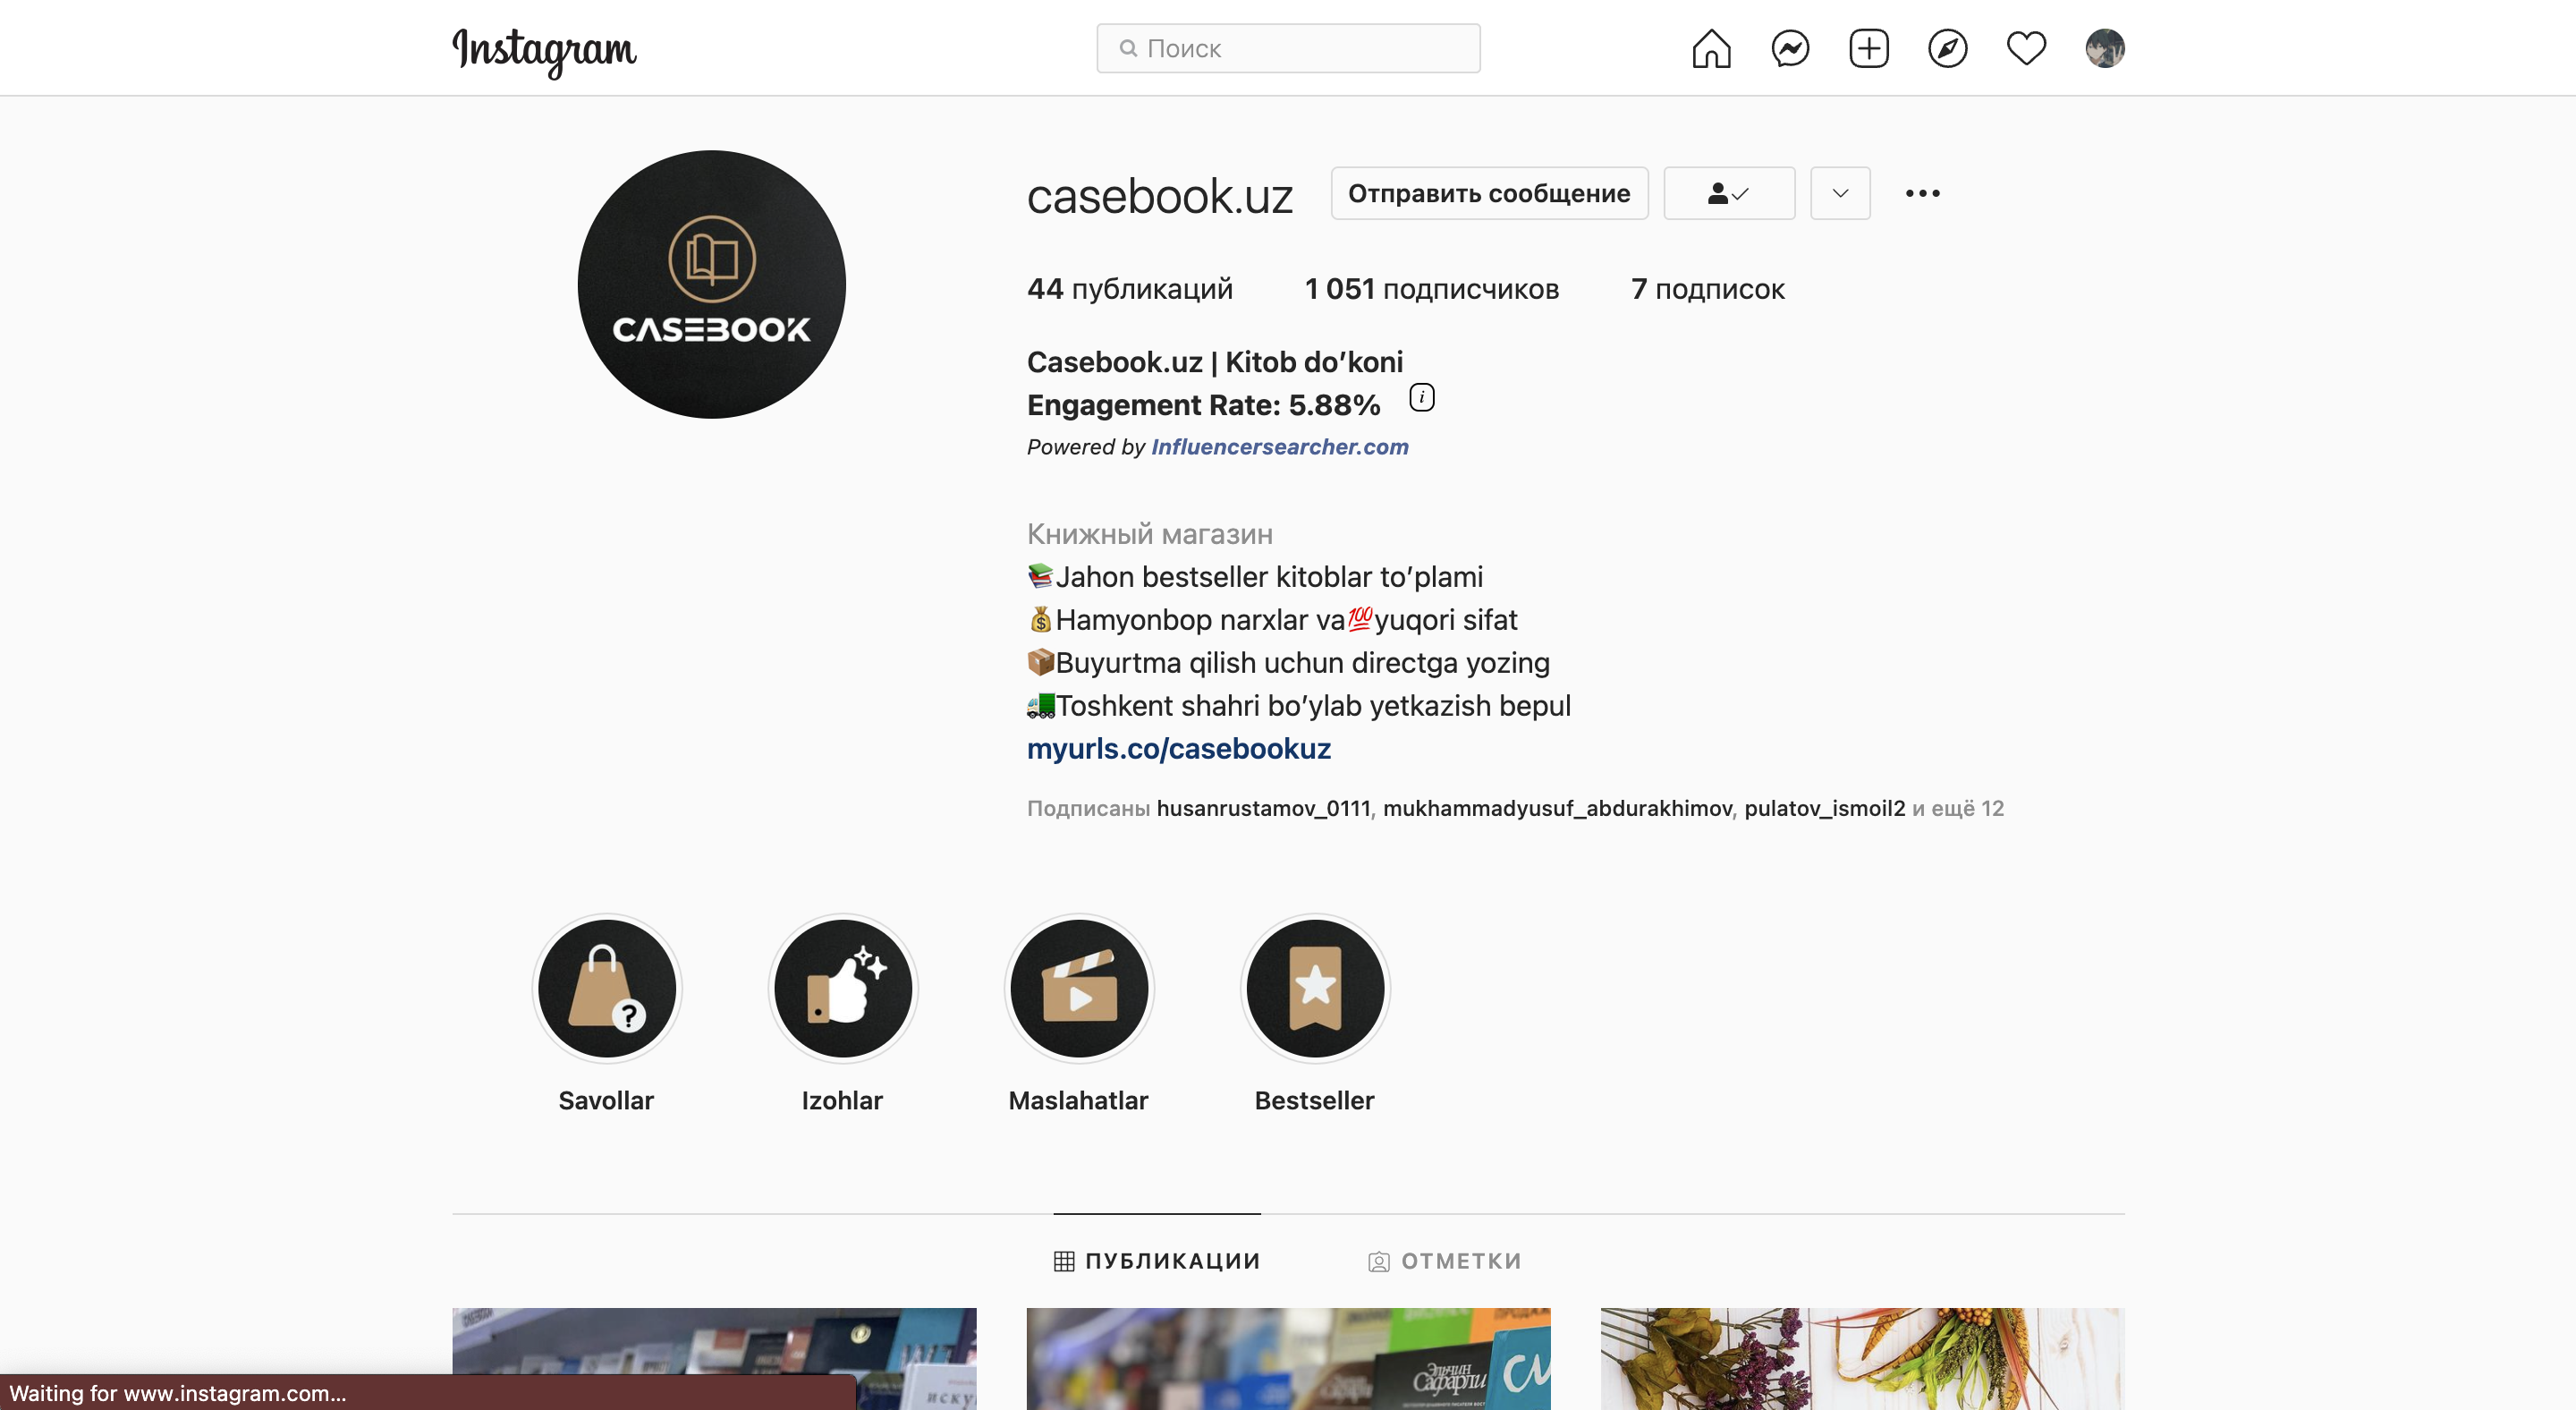 Instagram
Поиск
CASEBOOK
casebook.uz
Отправить сообщение
44 публикаций 1 051 подписчиков 7 подписок
Casebook.uz | Kitob do’koni
Engagement Rate: 5.88% i
Powered by Influencersearcher.com
Книжный магазин
📚Jahon bestseller kitoblar to’plami
💰Hamyonbop narxlar va💯yuqori sifat
📦Buyurtma qilish uchun directga yozing
🚛Toshkent shahri bo’ylab yetkazish bepul
myurls.co/casebookuz
Подписаны husanrustamov_0111, mukhammadyusuf_abdurakhimov, pulatov_ismoil2 и ещё 12
?
Savollar Izohlar Maslahatlar Bestseller
ПУБЛИКАЦИИ ОТМЕТКИ
Эльчин
Сафарли
Waiting for www.instagram.com...